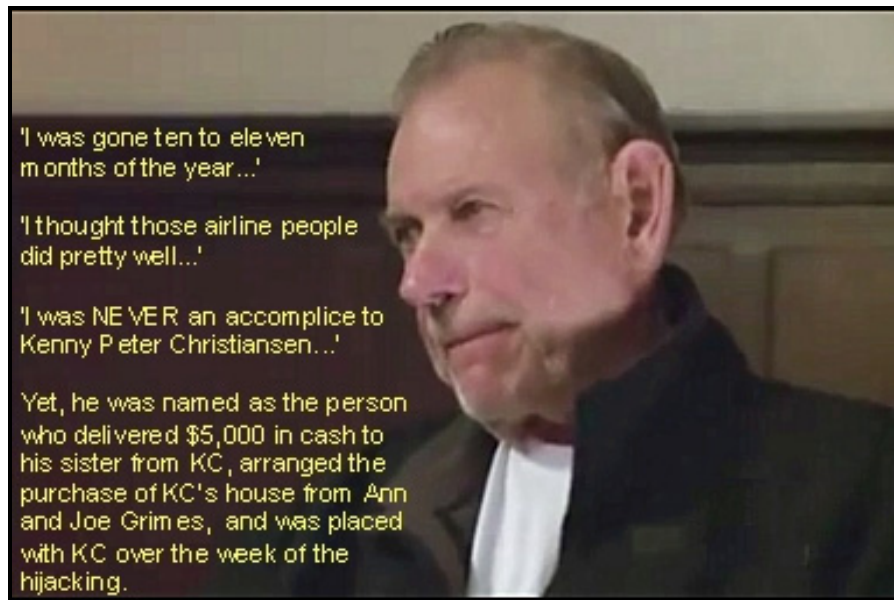 'I was gone ten to eleven
months of the year...'
'I thought those airline people
did pretty well...'
'I was NEVER an accomplice to
Kenny Peter Christiansen...'
Yet, he was named as the person
who delivered $5,000 in cash to
his sister from KC, arranged the
purchase of KC's house from Ann
and Joe Grimes, and was placed
with KC over the week of the
hijacking.